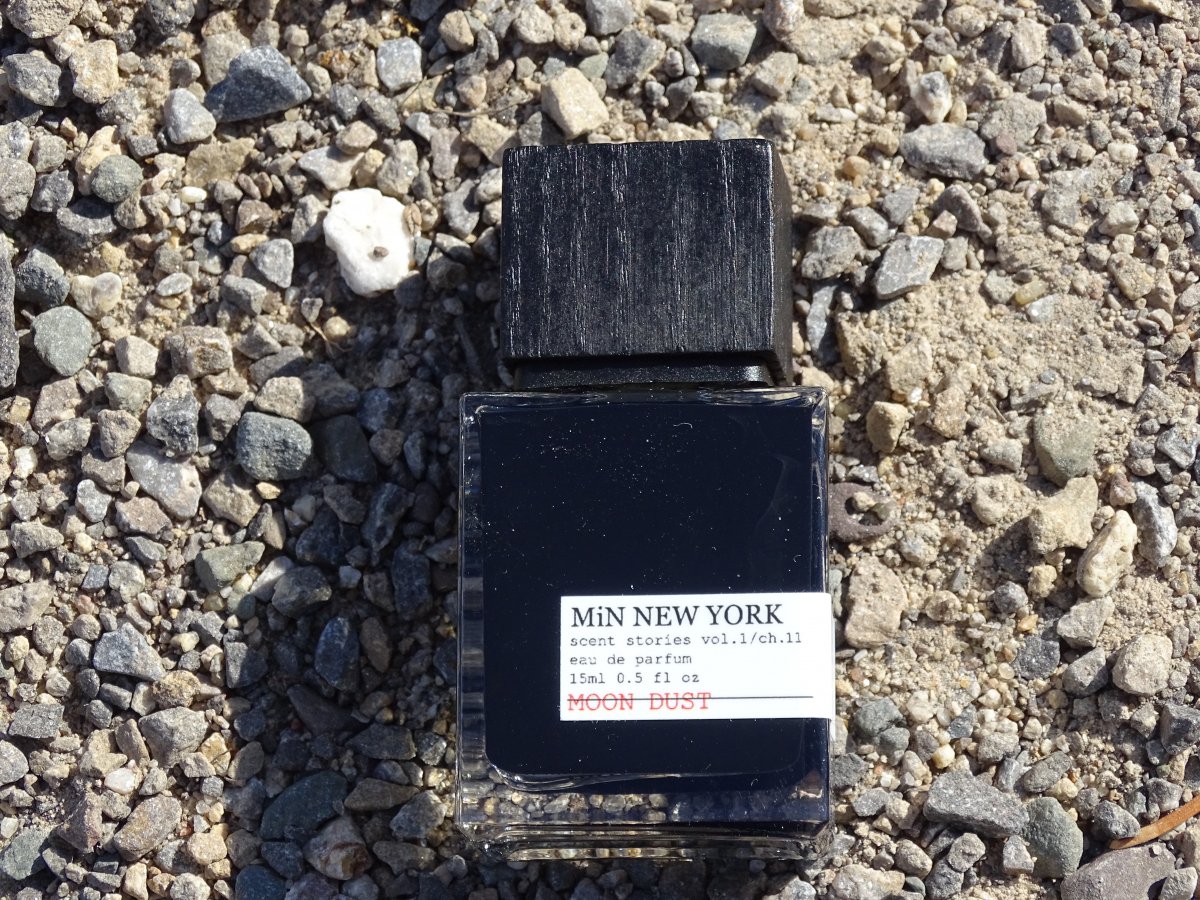 MiN NEW YORK
scent stories vol.1/ch.11
eau de parfum
15ml 0.5 fl oz
MOON DUST